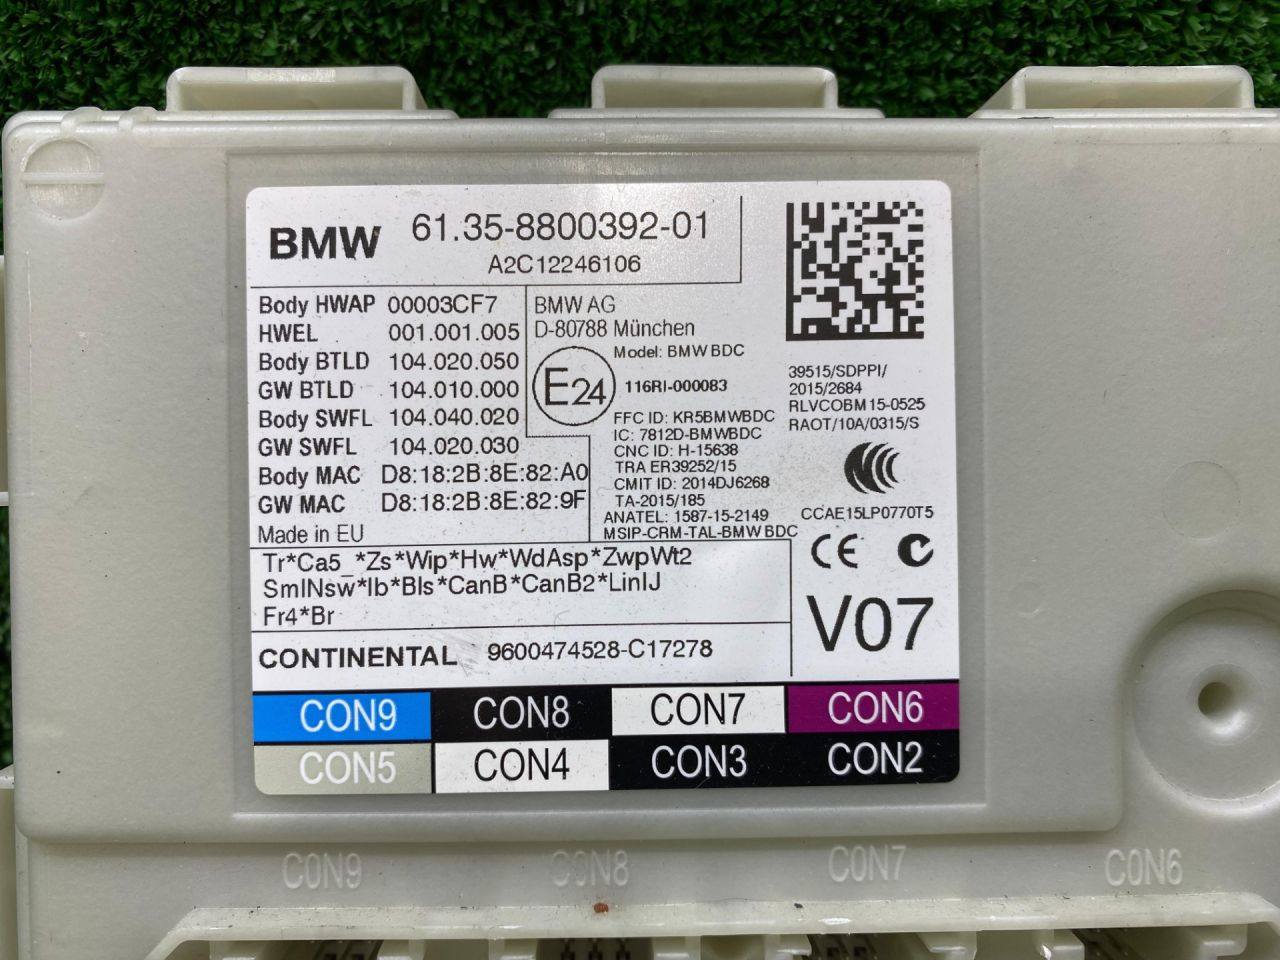 BMW 61.35-8800392-01
A2C12246106
Body HWAP 00003CF7
HWEL 001.001.005
Body BTLD 104.020.050
GW BTLD 104.010.000
Body SWFL 104.040.020
GW SWFL 104.020.030
Body MAC D8:18:2B:8E:82:A0
GW MAC D8:18:2B:8E:82:9F
Made in EU
BMW AG
D-80788 München
Model: BMW BDC
E24 116RI-000083
FFC ID: KR5BMWBDC
IC: 7812D-BMWBDC
CNC ID: H-15638
TRA ER39252/15
CMIT ID: 2014DJ6268
TA-2015/185
ANATEL: 1587-15-2149
MSIP-CRM-TAL-BMW BDC
39515/SDPPI/
2015/2684
RLVCOBM15-0525
RAOT/10A/0315/S
CCAE15LP0770T5
CE
V07
Tr*Ca5_*Zs*Wip*Hw*WdAsp*ZwpWt2
SmlNsw*Ib*Bls*CanB*CanB2*LinIJ
Fr4*Br
CONTINENTAL 9600474528-C17278
CON9 CON8 CON7 CON6
CON5 CON4 CON3 CON2
CON9 CON8 CON7 CON6